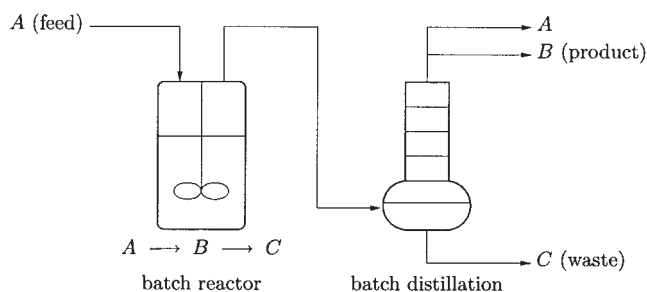 A (feed)
A
B (product)
A → B → C
C (waste)
batch reactor
batch distillation